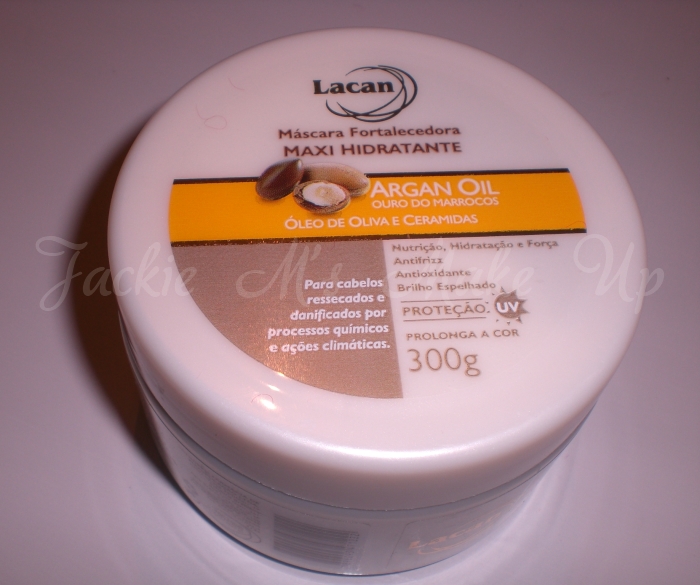 Lacan
Máscara Fortalecedora
MAXI HIDRATANTE
ARGAN OIL
OURO DO MARROCOS
ÓLEO DE OLIVA E CERAMIDAS
Nutrição, Hidratação e Força
Antifrizz
Antioxidante
Brilho Espelhado
PROTEÇÃO UV
PROLONGA A COR
300g
Para cabelos
ressecados e
danificados por
processos químicos
e ações climáticas.
Jackie M's Make Up